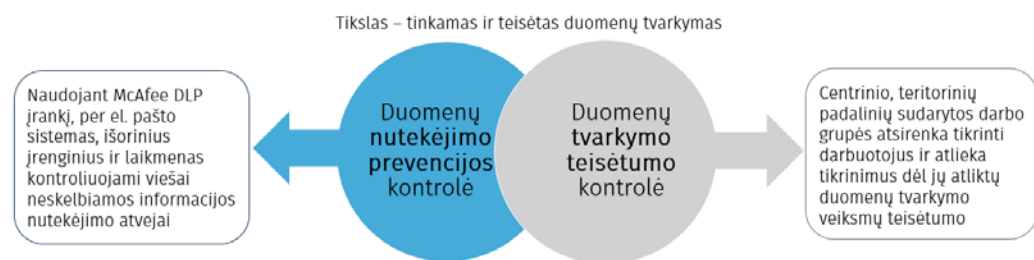 Tikslas – tinkamas ir teisėtas duomenų tvarkymas
Naudojant McAfee DLP
įrankį, per el. pašto
sistemas, išorinius
įrenginius ir laikmenas
kontroliuojami viešai
neskelbiamos informacijos
nutekėjimo atvejai
Duomenų
nutekėjimo
prevencijos
kontrolė
Duomenų
tvarkymo
teisėtumo
kontrolė
Centrinio, teritorinių
padalinių sudarytos darbo
grupės atsirenka tikrinti
darbuotojus ir atlieka
tikrinimus dėl jų atliktų
duomenų tvarkymo
veiksmų teisėtumo